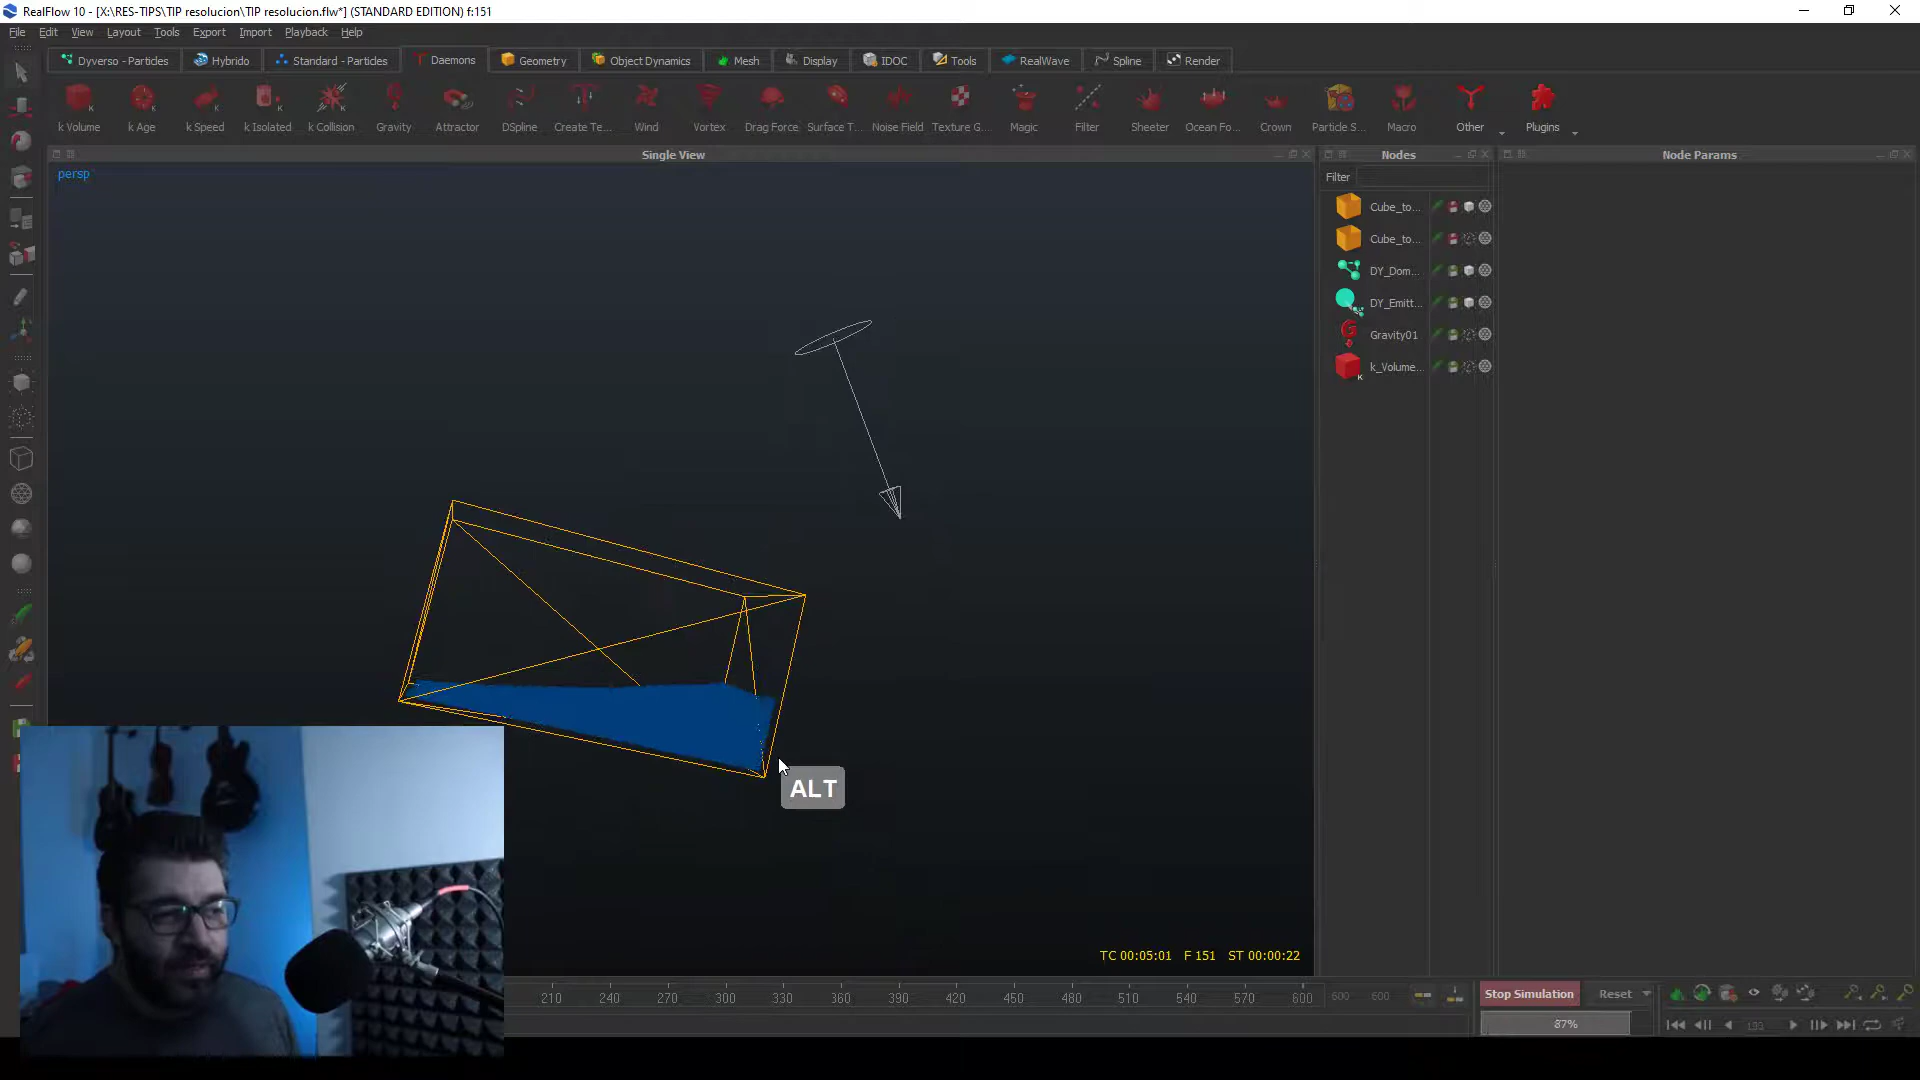 RealFlow 10 - [X:\RES-TIPS\TIP resolucion\TIP resolucion.flw*] (STANDARD EDITION) f:151
File Edit View Layout Tools Export Import Playback Help
Dyverso - Particles Hybrido Standard - Particles Daemons Geometry Object Dynamics Mesh Display IDOC Tools RealWave Spline Render
k Volume k Age k Speed k Isolated k Collision Gravity Attractor DSpline Create Te... Wind Vortex Drag Force Surface T... Noise Field Texture G... Magic Filter Sheeter Ocean Fo... Crown Particle S... Macro Other Plugins
Single View Nodes Node Params
persp
Filter
Cube_to...
Cube_to...
DY_Dom...
DY_Emitt...
Gravity01
k_Volume...
ALT
TC 00:05:01 F 151 ST 00:00:22
210 240 270 300 330 360 390 420 450 480 510 540 570 600 600 600
Stop Simulation Reset
87%